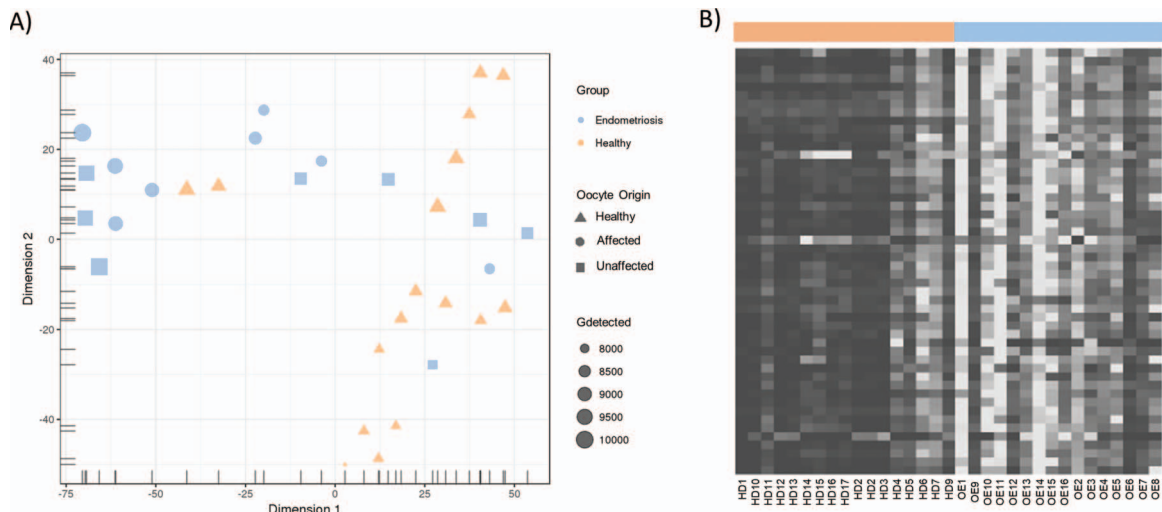 A)
40
20
0
-20
-40
Dimension 2
-75
-50
-25
0
25
50
Dimension 1
Group
Endometriosis
Healthy
Oocyte Origin
Healthy
Affected
Unaffected
Gdetected
8000
8500
9000
9500
10000
B)
HD1
HD10
HD11
HD12
HD13
HD14
HD15
HD16
HD17
HD2
HD2
HD3
HD4
HD5
HD6
HD7
HD9
OE1
OE9
OE10
OE11
OE12
OE13
OE14
OE15
OE16
OE2
OE3
OE4
OE5
OE6
OE7
OE8